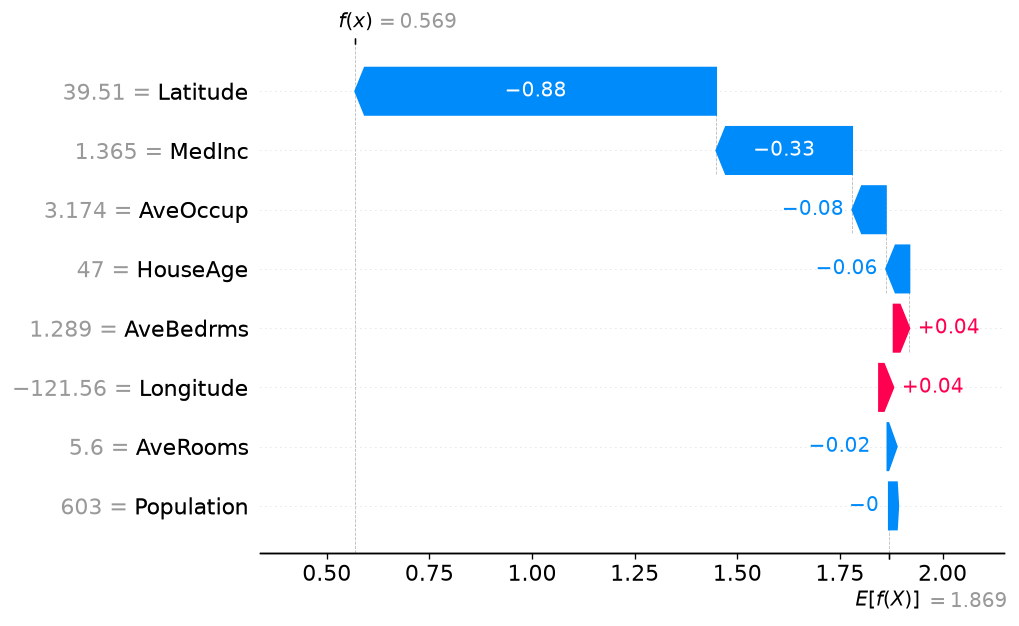 f(x) = 0.569
39.51 = Latitude −0.88
1.365 = MedInc −0.33
3.174 = AveOccup −0.08
47 = HouseAge −0.06
1.289 = AveBedrms +0.04
−121.56 = Longitude +0.04
5.6 = AveRooms −0.02
603 = Population −0
0.50 0.75 1.00 1.25 1.50 1.75 2.00
E[f(X)] = 1.869